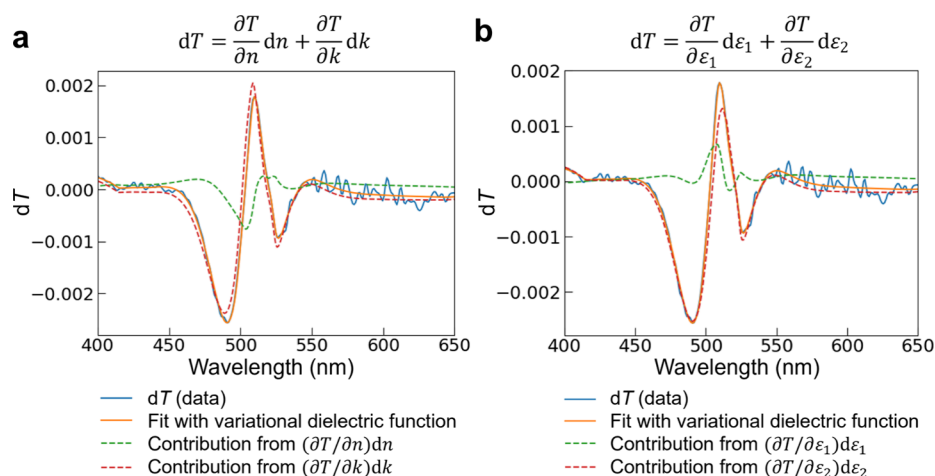 a
dT = ∂T/∂n dn + ∂T/∂k dk
0.002
0.001
0.000
−0.001
−0.002
dT
400 450 500 550 600 650
Wavelength (nm)
dT (data)
Fit with variational dielectric function
Contribution from (∂T/∂n)dn
Contribution from (∂T/∂k)dk
b
dT = ∂T/∂ε₁ dε₁ + ∂T/∂ε₂ dε₂
0.002
0.001
0.000
−0.001
−0.002
dT
400 450 500 550 600 650
Wavelength (nm)
dT (data)
Fit with variational dielectric function
Contribution from (∂T/∂ε₁)dε₁
Contribution from (∂T/∂ε₂)dε₂